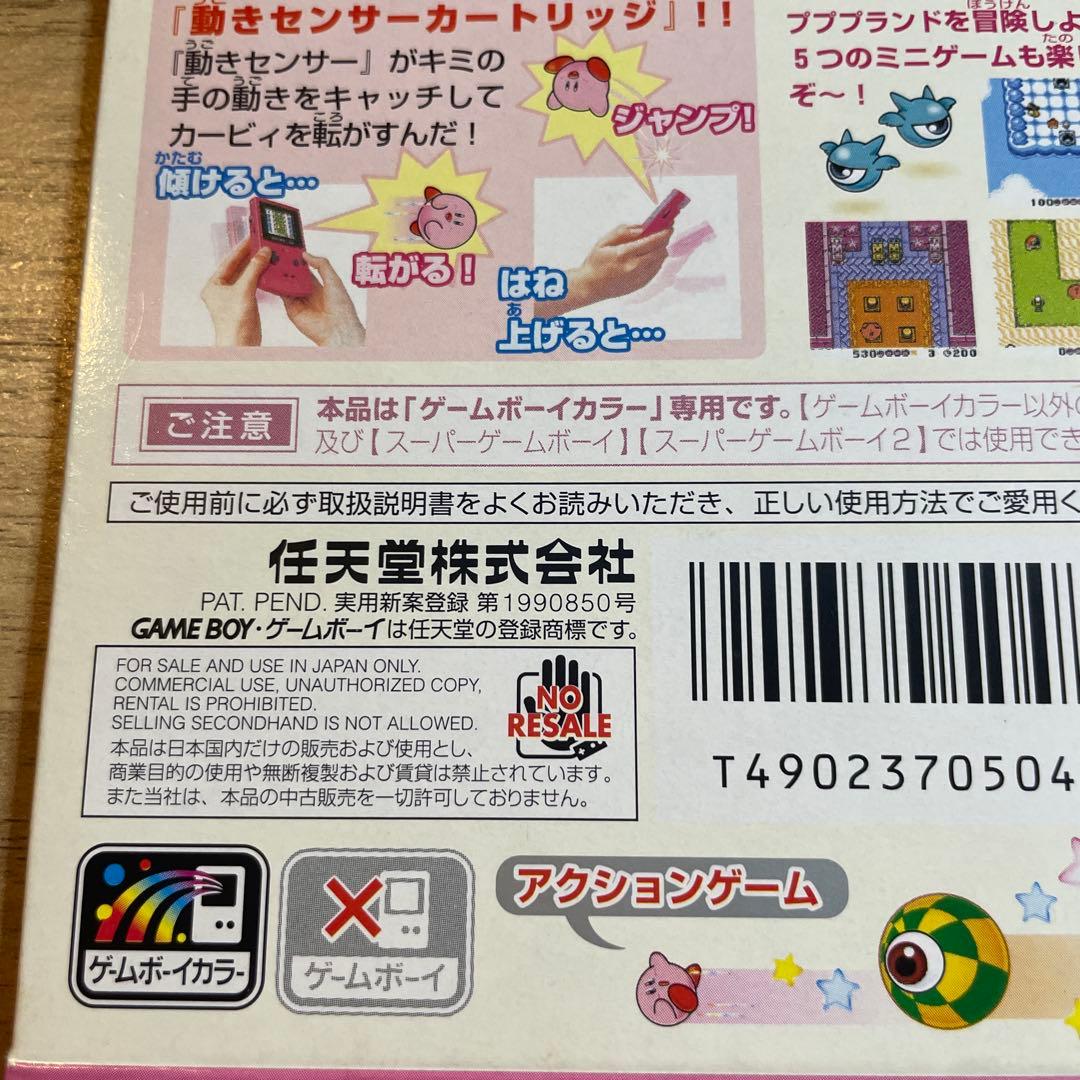 『動きセンサーカートリッジ』!!
『動きセンサー』がキミの
手の動きをキャッチして
カービィを転がすんだ！
傾けると…
転がる！
はね
上げると…
ジャンプ!
プププランドを冒険しよ
5つのミニゲームも楽し
ぞ〜！
100
530 3 200
ご注意
本品は「ゲームボーイカラー」専用です。【ゲームボーイカラー以外の
及び【スーパーゲームボーイ】【スーパーゲームボーイ2】では使用でき
ご使用前に必ず取扱説明書をよくお読みいただき、正しい使用方法でご愛用く
任天堂株式会社
PAT. PEND. 実用新案登録 第1990850号
GAME BOY・ゲームボーイは任天堂の登録商標です。
FOR SALE AND USE IN JAPAN ONLY.
COMMERCIAL USE, UNAUTHORIZED COPY,
RENTAL IS PROHIBITED.
SELLING SECONDHAND IS NOT ALLOWED.
本品は日本国内だけの販売および使用とし、
商業目的の使用や無断複製および賃貸は禁止されています。
また当社は、本品の中古販売を一切許可しておりません。
NO
RESALE
T4902370504
ゲームボーイカラー
ゲームボーイ
アクションゲーム